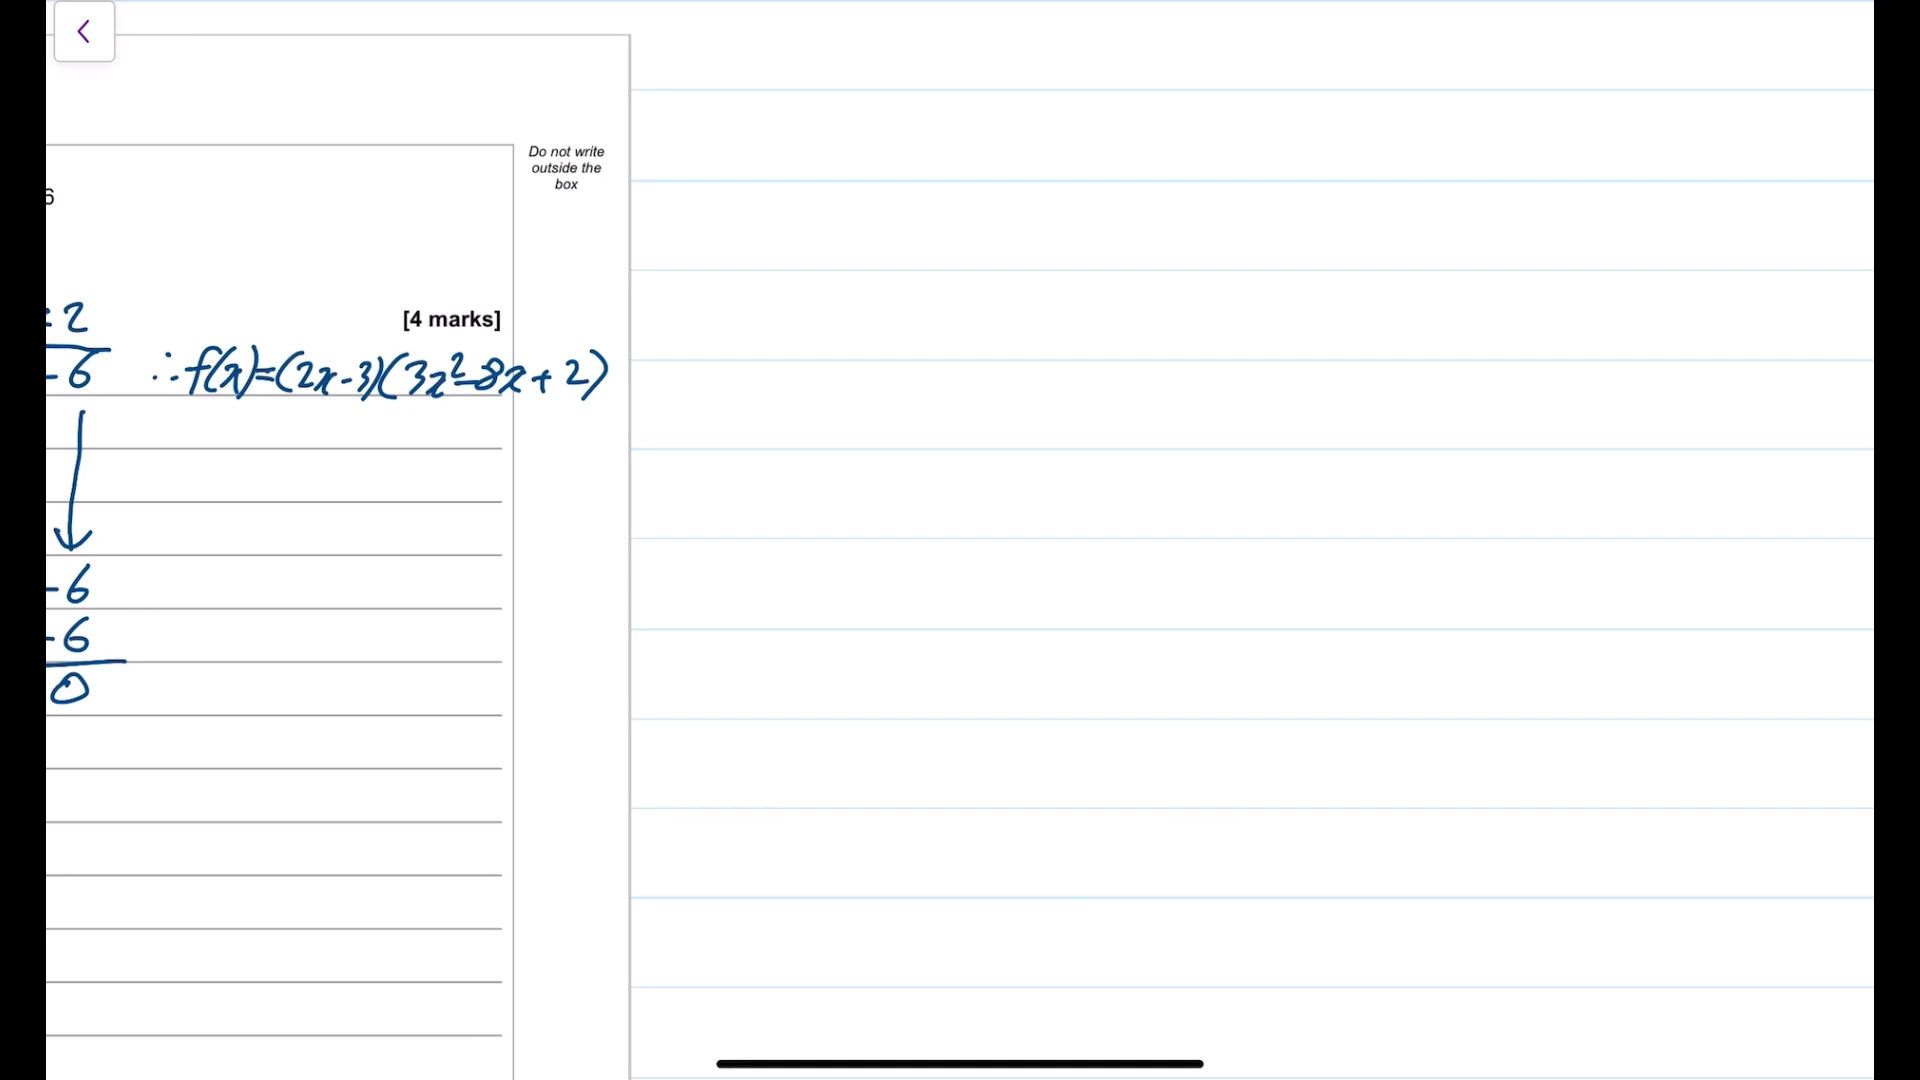 Do not write
outside the
box
6
= 2
[4 marks]
- 6
∴ f(x)=(2x-3)(3x²-8x+2)
-6
-6
0